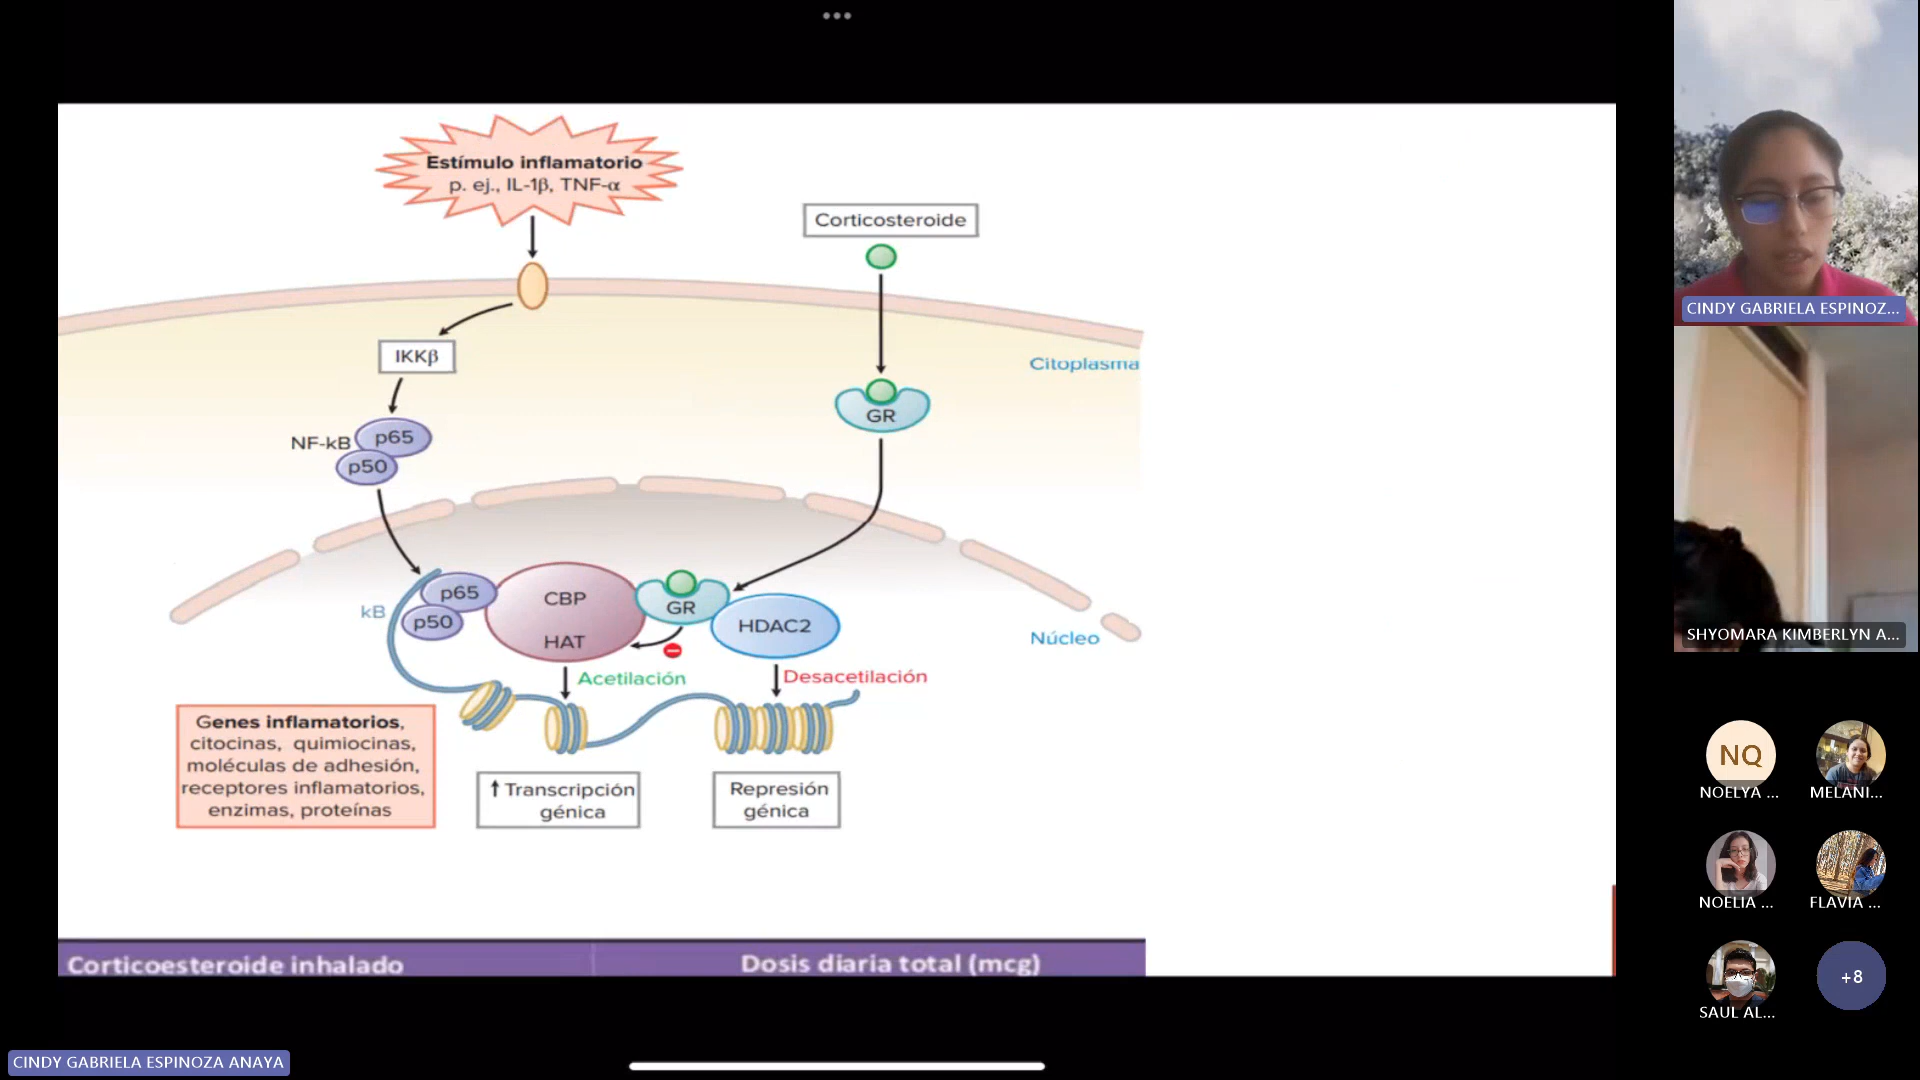 Estímulo inflamatorio
p. ej., IL-1β, TNF-α
Corticosteroide
IKKβ
Citoplasma
GR
NF-kB
p65
p50
kB
p65
p50
CBP
HAT
GR
HDAC2
Núcleo
Acetilación
Desacetilación
Genes inflamatorios,
citocinas, quimiocinas,
moléculas de adhesión,
receptores inflamatorios,
enzimas, proteínas
↑ Transcripción
génica
Represión
génica
Corticoesteroide inhalado
Dosis diaria total (mcg)
CINDY GABRIELA ESPINOZ...
SHYOMARA KIMBERLYN A...
NQ
NOELYA ...
MELANI...
NOELIA ...
FLAVIA ...
SAUL AL...
+8
CINDY GABRIELA ESPINOZA ANAYA